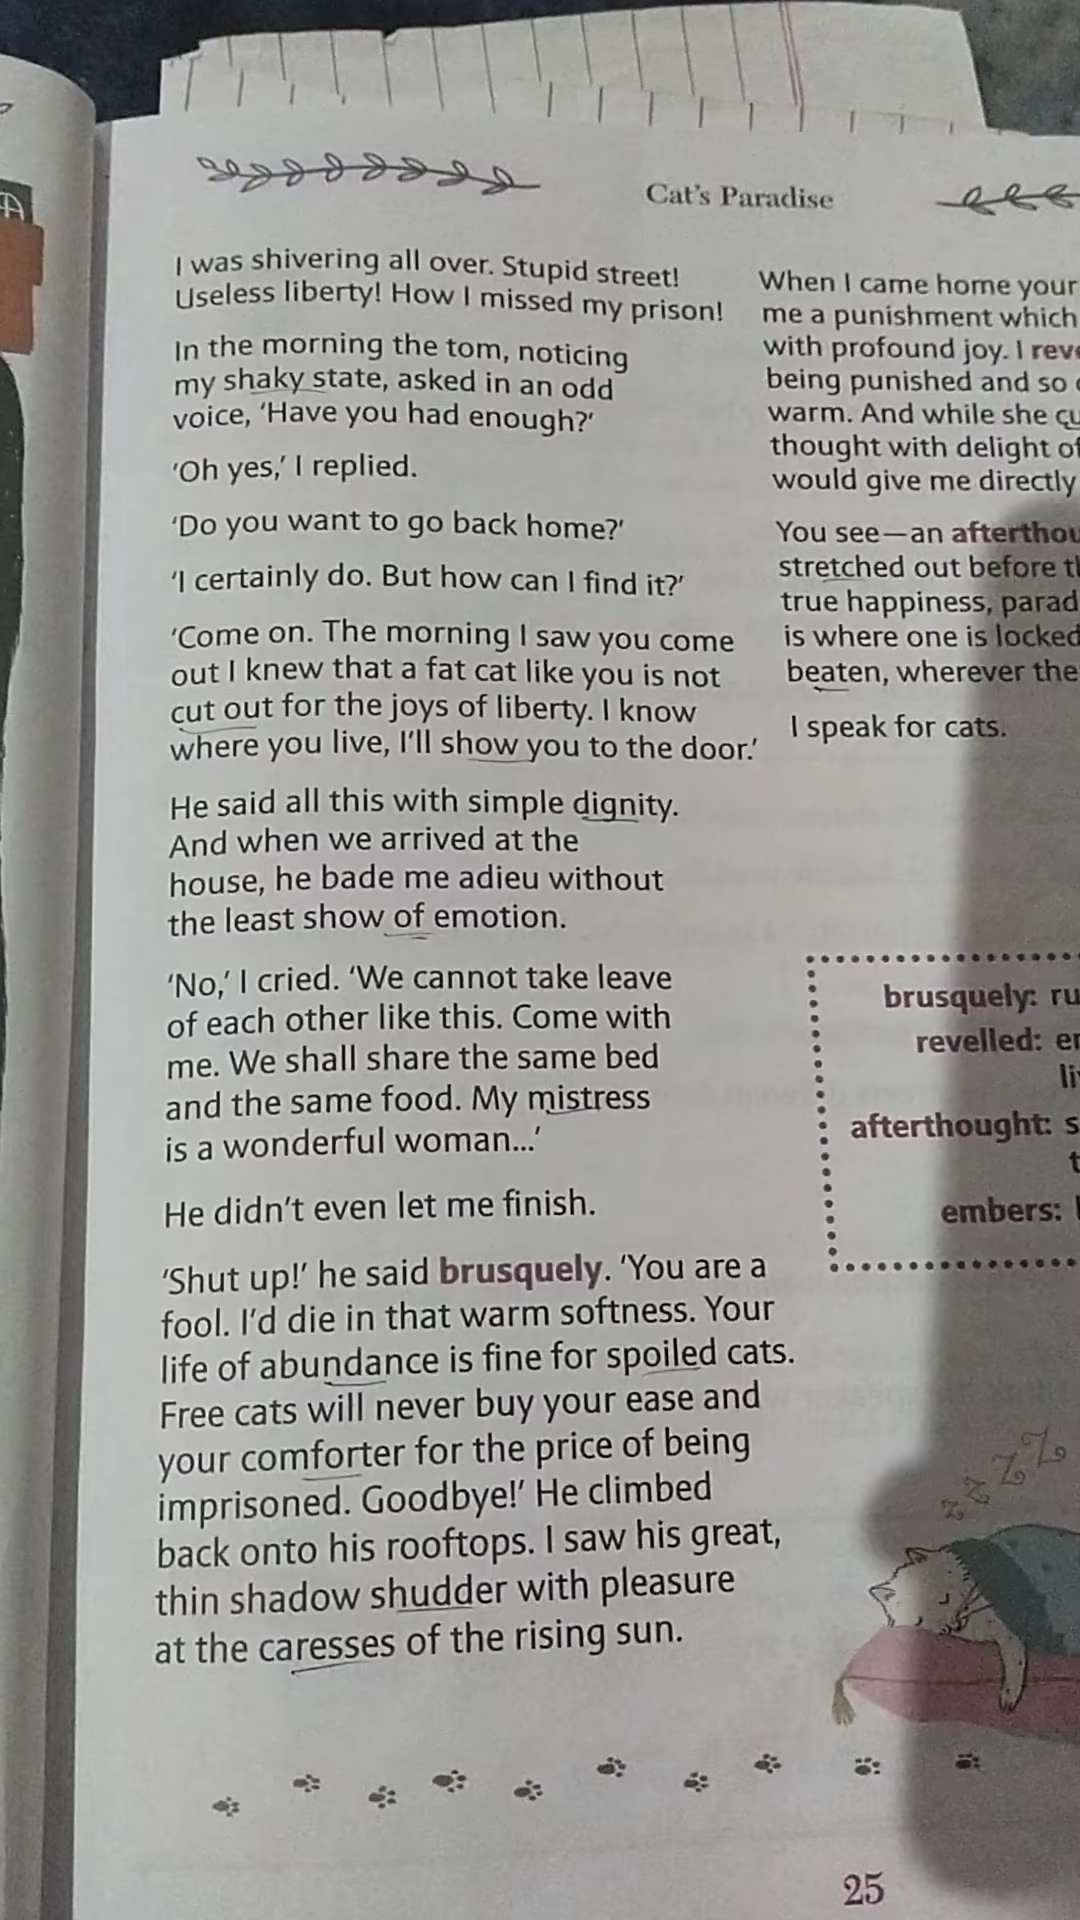 Cat's Paradise
I was shivering all over. Stupid street!
Useless liberty! How I missed my prison!
In the morning the tom, noticing
my shaky state, asked in an odd
voice, ‘Have you had enough?’
‘Oh yes,’ I replied.
‘Do you want to go back home?’
‘I certainly do. But how can I find it?’
‘Come on. The morning I saw you come
out I knew that a fat cat like you is not
cut out for the joys of liberty. I know
where you live, I’ll show you to the door.’
He said all this with simple dignity.
And when we arrived at the
house, he bade me adieu without
the least show of emotion.
‘No,’ I cried. ‘We cannot take leave
of each other like this. Come with
me. We shall share the same bed
and the same food. My mistress
is a wonderful woman...’
He didn’t even let me finish.
‘Shut up!’ he said brusquely. ‘You are a
fool. I’d die in that warm softness. Your
life of abundance is fine for spoiled cats.
Free cats will never buy your ease and
your comforter for the price of being
imprisoned. Goodbye!’ He climbed
back onto his rooftops. I saw his great,
thin shadow shudder with pleasure
at the caresses of the rising sun.
When I came home your
me a punishment which
with profound joy. I
being punished and so
warm. And while she
thought with delight
would give me directly
You see—an
stretched out before
true happiness,
is where one is locked
beaten, wherever the
I speak for cats.
brusquely:
revelled:
afterthought:
embers:
z z Z Z
25